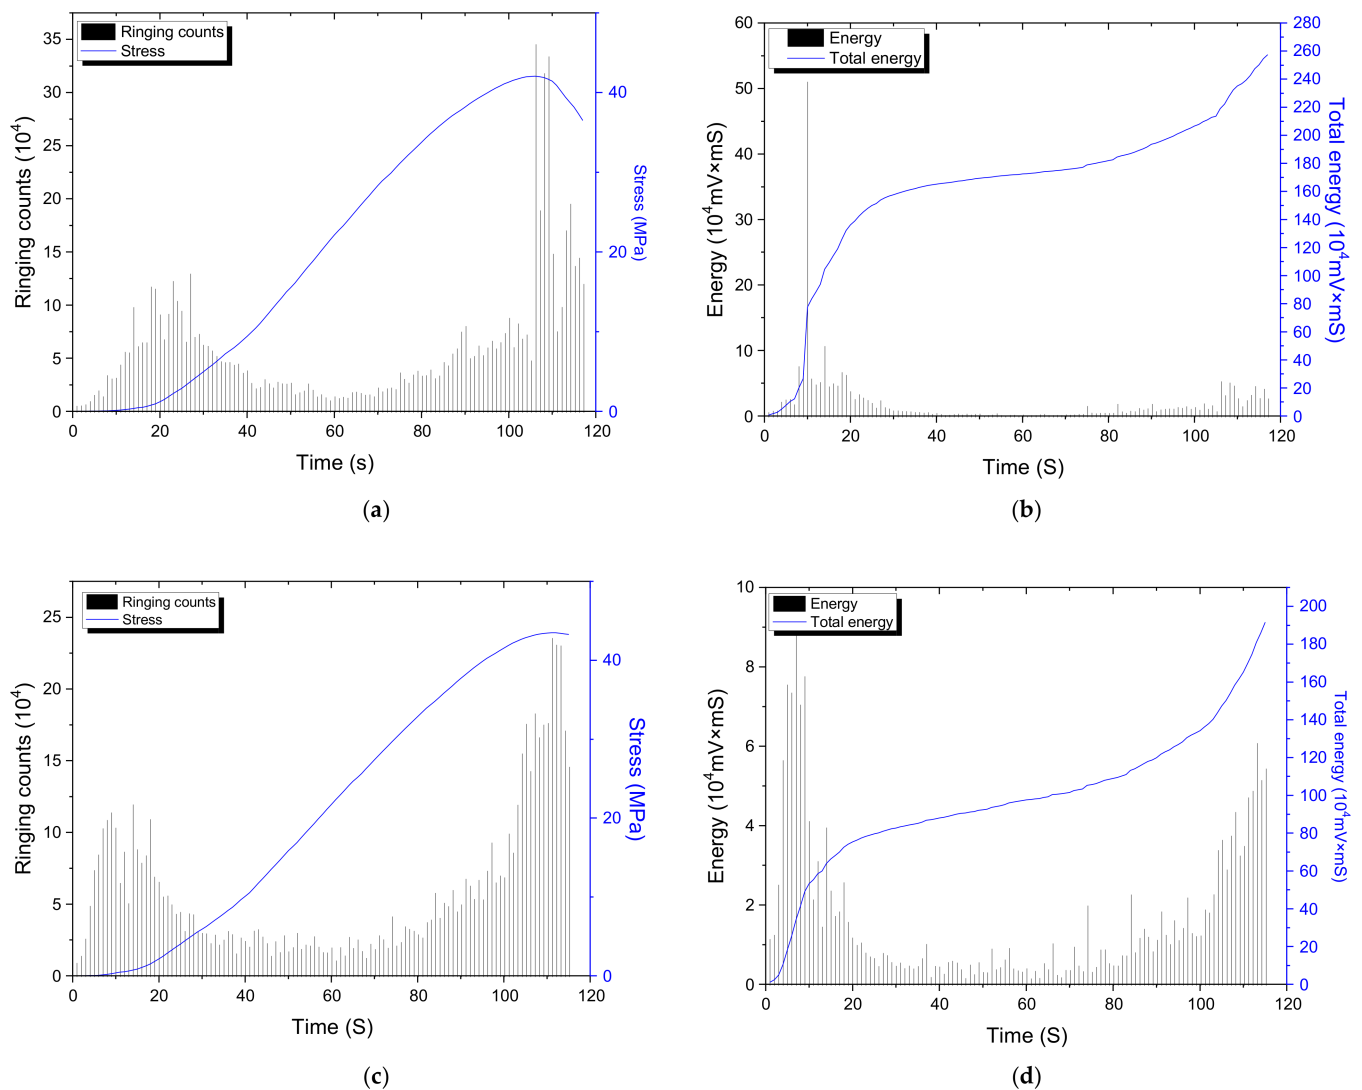 Ringing counts
Stress
35
30
25
20
15
10
5
0
Ringing counts (10⁴)
40
20
0
Stress (MPa)
0 20 40 60 80 100 120
Time (s)
(a)
Energy
Total energy
60
50
40
30
20
10
0
Energy (10⁴mV×mS)
280
260
240
220
200
180
160
140
120
100
80
60
40
20
0
Total energy (10⁴mV×mS)
0 20 40 60 80 100 120
Time (S)
(b)
Ringing counts
Stress
25
20
15
10
5
0
Ringing counts (10⁴)
40
20
0
Stress (MPa)
0 20 40 60 80 100 120
Time (S)
(c)
Energy
Total energy
10
8
6
4
2
0
Energy (10⁴mV×mS)
200
180
160
140
120
100
80
60
40
20
0
Total energy (10⁴mV×mS)
0 20 40 60 80 100 120
Time (S)
(d)